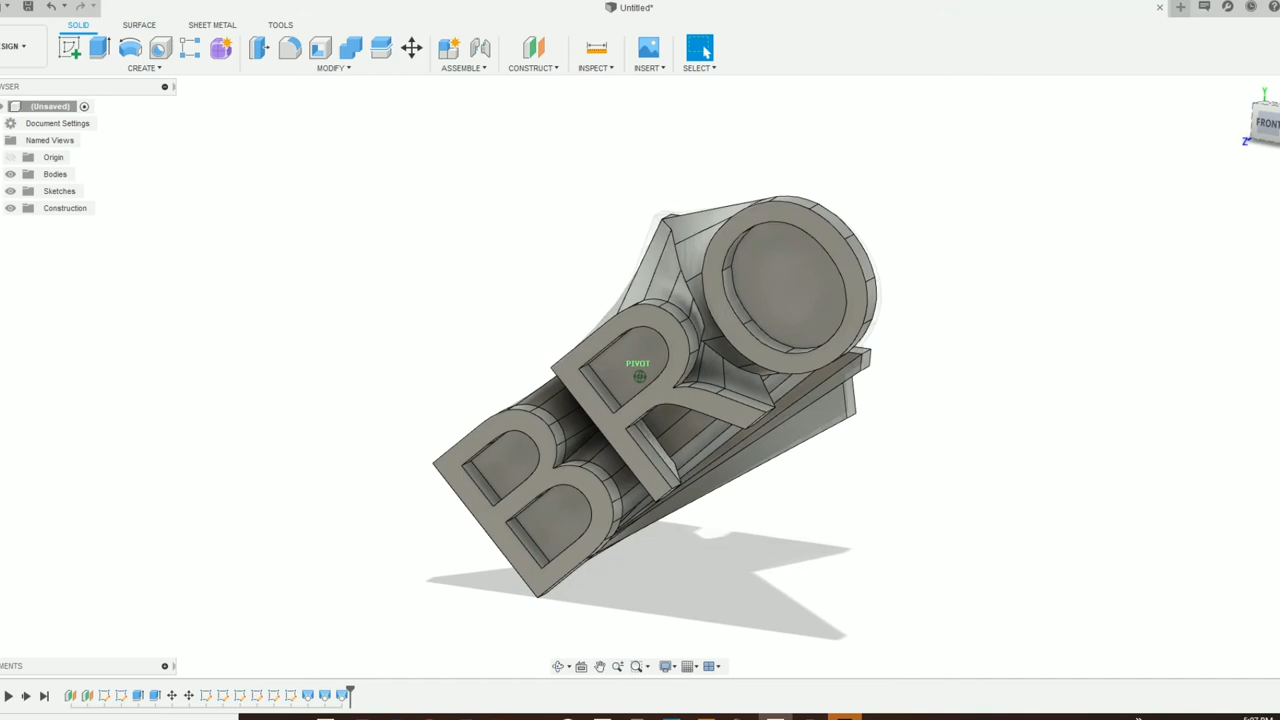 Untitled*
SOLID SURFACE SHEET METAL TOOLS
SIGN
CREATE MODIFY ASSEMBLE CONSTRUCT INSPECT INSERT SELECT
WSER
(Unsaved)
Document Settings
Named Views
Origin
Bodies
Sketches
Construction
Y
FRONT
Z
O
PIVOT
R
B
MENTS